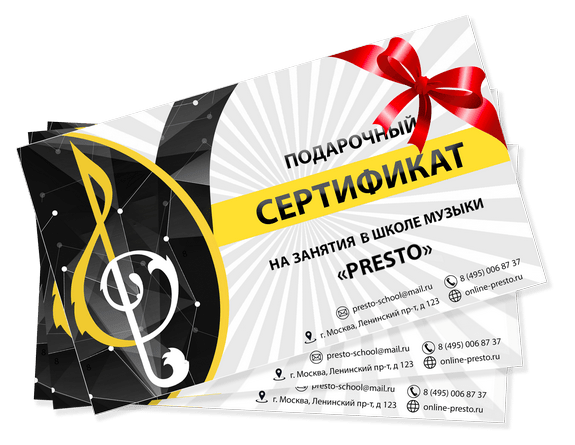 ПОДАРОЧНЫЙ
СЕРТИФИКАТ
НА ЗАНЯТИЯ В ШКОЛЕ МУЗЫКИ
«PRESTO»
presto-school@mail.ru 8 (495) 006 87 37
г. Москва, Ленинский пр-т, д 123 online-presto.ru
presto-school@mail.ru 8 (495) 006 87 37
г. Москва, Ленинский пр-т, д 123 online-presto.ru
presto-school@mail.ru 8 (495) 006 87 37
г. Москва, Ленинский пр-т, д 123 online-presto.ru